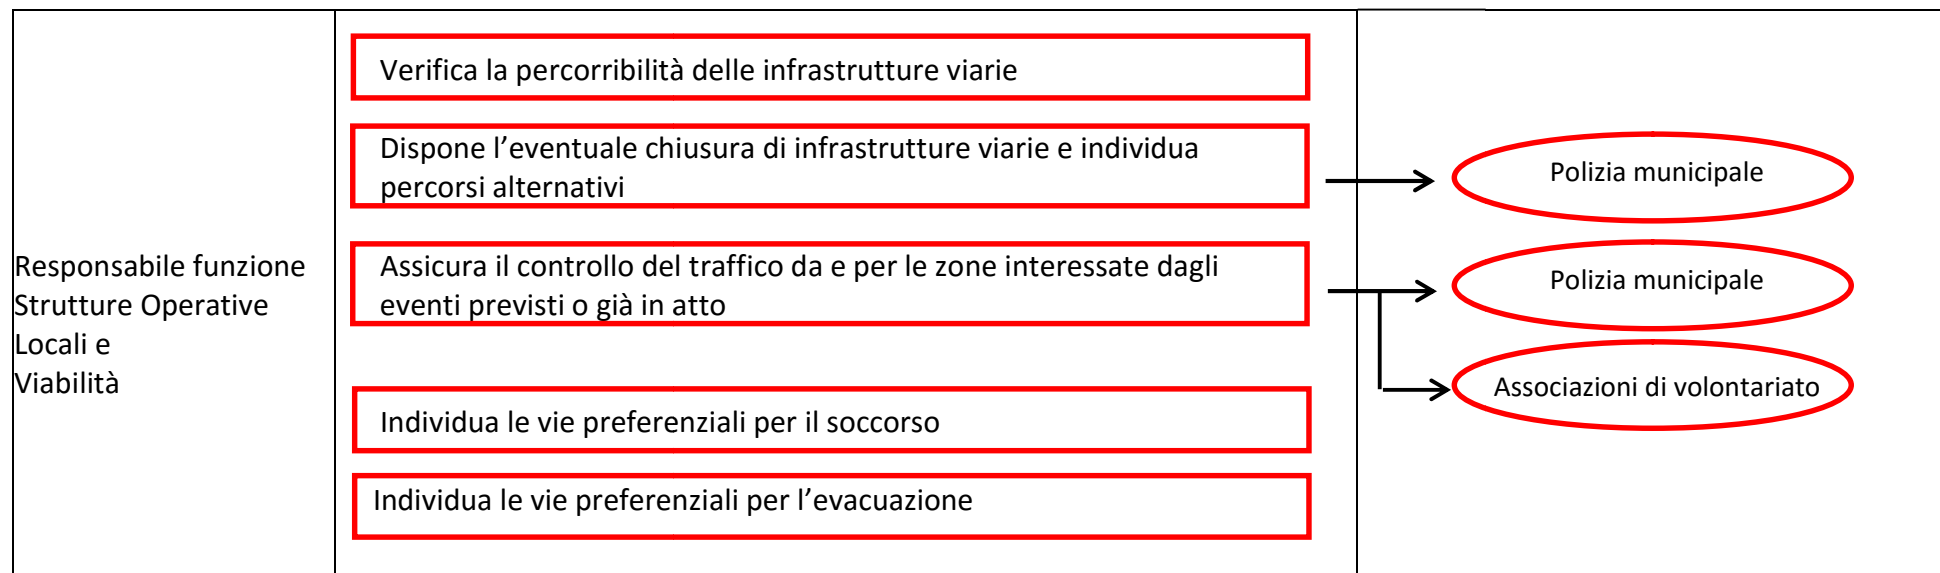 Responsabile funzione
Strutture Operative
Locali e
Viabilità
Verifica la percorribilità delle infrastrutture viarie
Dispone l’eventuale chiusura di infrastrutture viarie e individua
percorsi alternativi
Assicura il controllo del traffico da e per le zone interessate dagli
eventi previsti o già in atto
Individua le vie preferenziali per il soccorso
Individua le vie preferenziali per l’evacuazione
Polizia municipale
Polizia municipale
Associazioni di volontariato